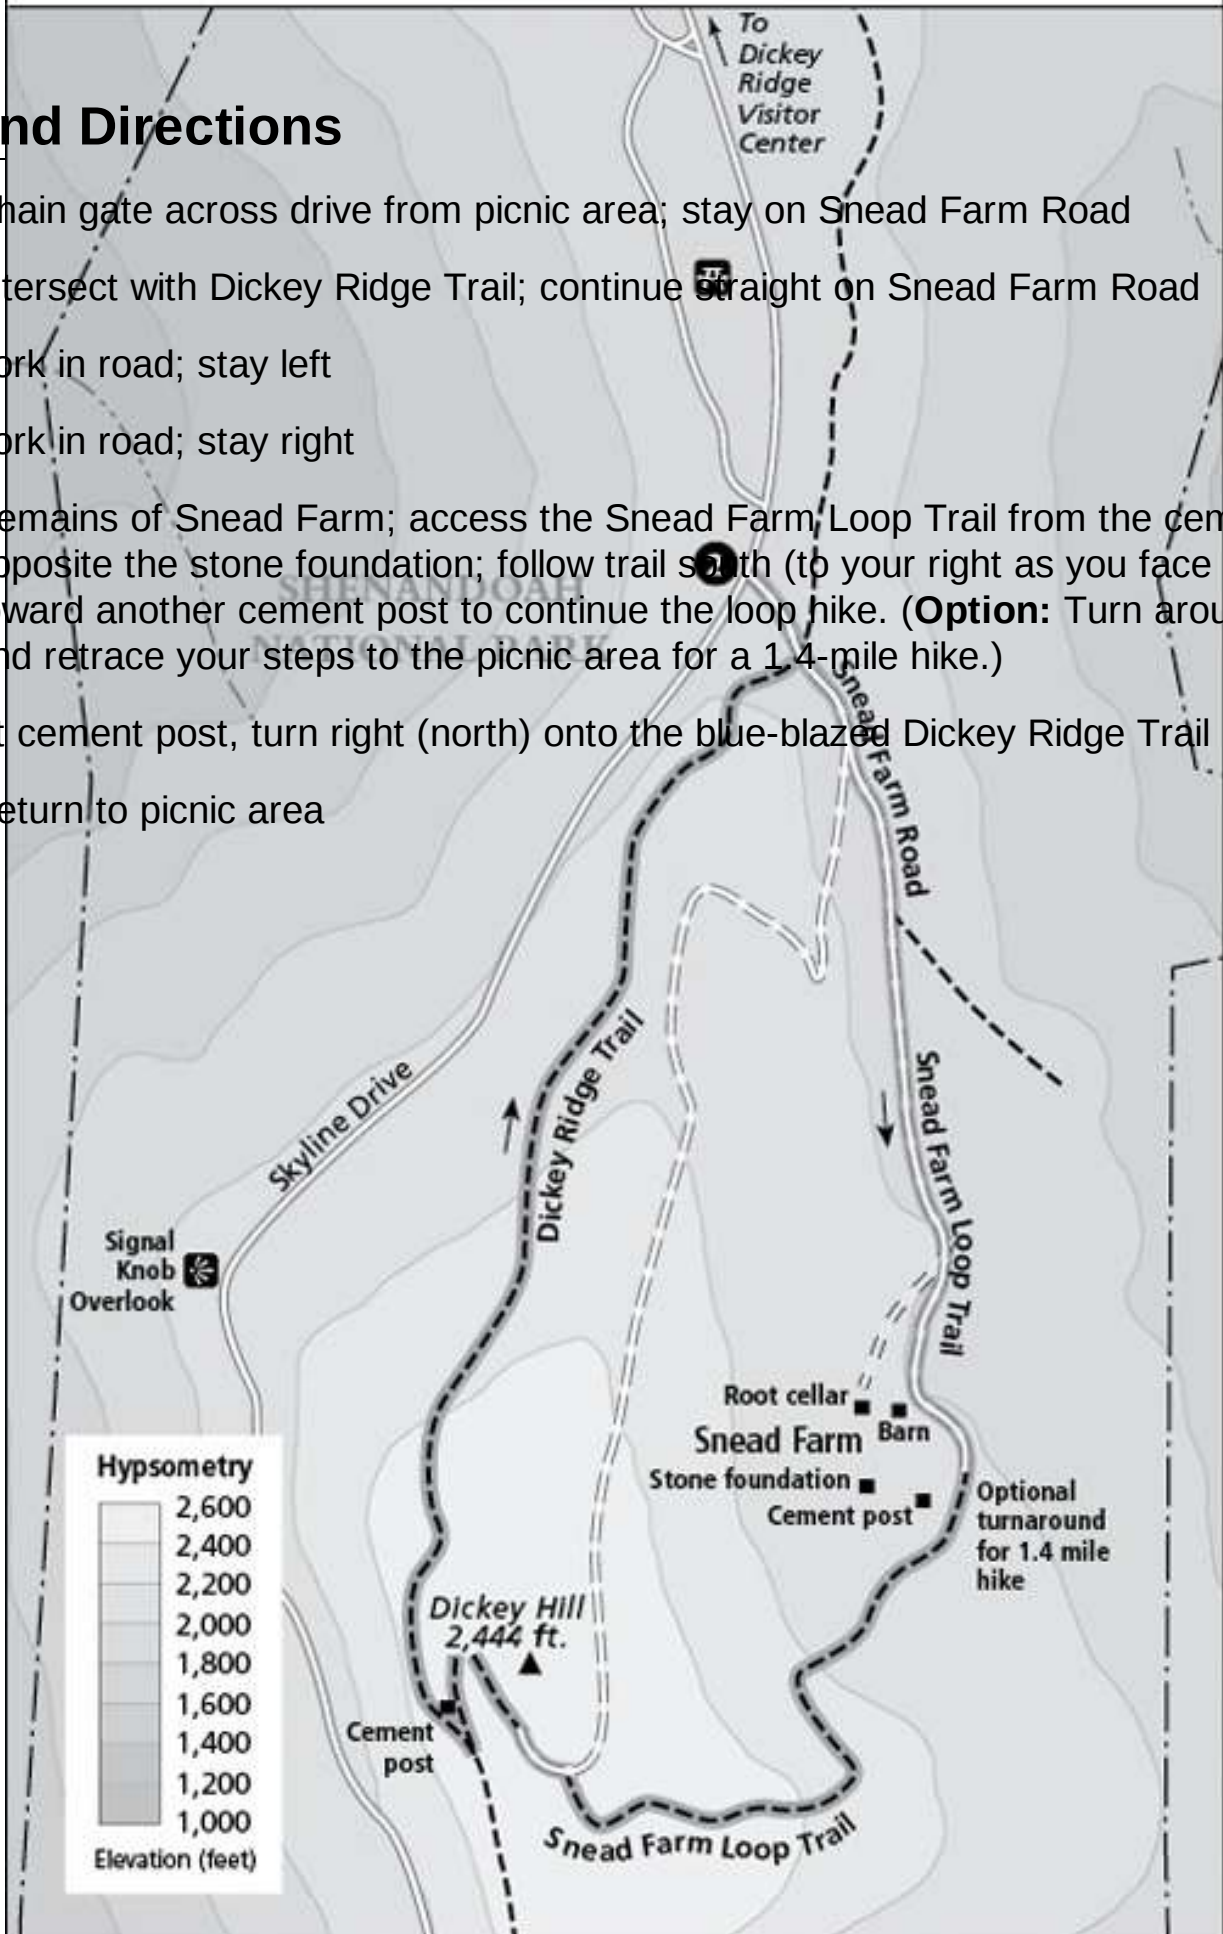 To
Dickey
Ridge
Visitor
Center
nd Directions
hain gate across drive from picnic area; stay on Snead Farm Road
tersect with Dickey Ridge Trail; continue straight on Snead Farm Road
ork in road; stay left
ork in road; stay right
emains of Snead Farm; access the Snead Farm Loop Trail from the cem
pposite the stone foundation; follow trail south (to your right as you face
ward another cement post to continue the loop hike. (Option: Turn arou
nd retrace your steps to the picnic area for a 1.4-mile hike.)
t cement post, turn right (north) onto the blue-blazed Dickey Ridge Trail
eturn to picnic area
SHENANDOAH
NATIONAL PARK
2
Snead Farm Road
Dickey Ridge Trail
Skyline Drive
Snead Farm Loop Trail
Signal
Knob
Overlook
Root cellar
Barn
Snead Farm
Stone foundation
Cement post
Optional
turnaround
for 1.4 mile
hike
Dickey Hill
2,444 ft.
Cement
post
Snead Farm Loop Trail
Hypsometry
2,600
2,400
2,200
2,000
1,800
1,600
1,400
1,200
1,000
Elevation (feet)